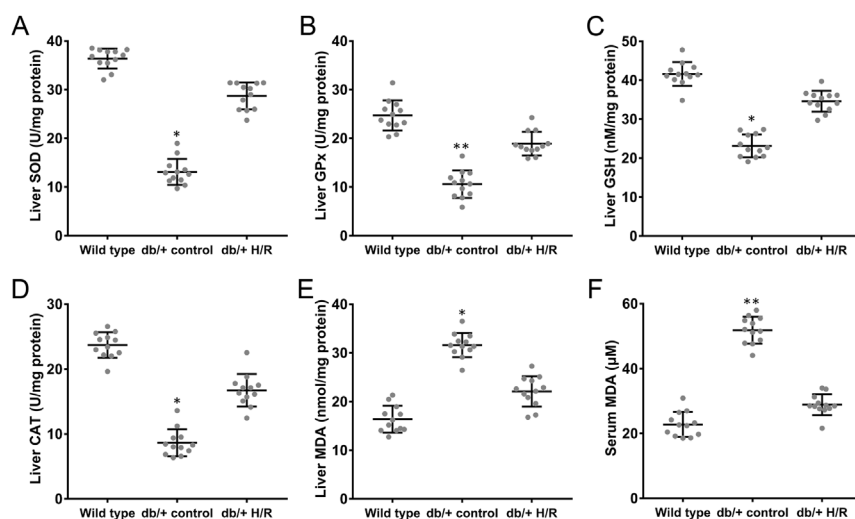 A
Liver SOD (U/mg protein)
40
30
20
10
0
*
Wild type db/+ control db/+ H/R
B
Liver GPx (U/mg protein)
40
30
20
10
0
**
Wild type db/+ control db/+ H/R
C
Liver GSH (nM/mg protein)
50
40
30
20
10
0
*
Wild type db/+ control db/+ H/R
D
Liver CAT (U/mg protein)
30
20
10
0
*
Wild type db/+ control db/+ H/R
E
Liver MDA (nmol/mg protein)
40
30
20
10
0
*
Wild type db/+ control db/+ H/R
F
Serum MDA (μM)
60
40
20
0
**
Wild type db/+ control db/+ H/R